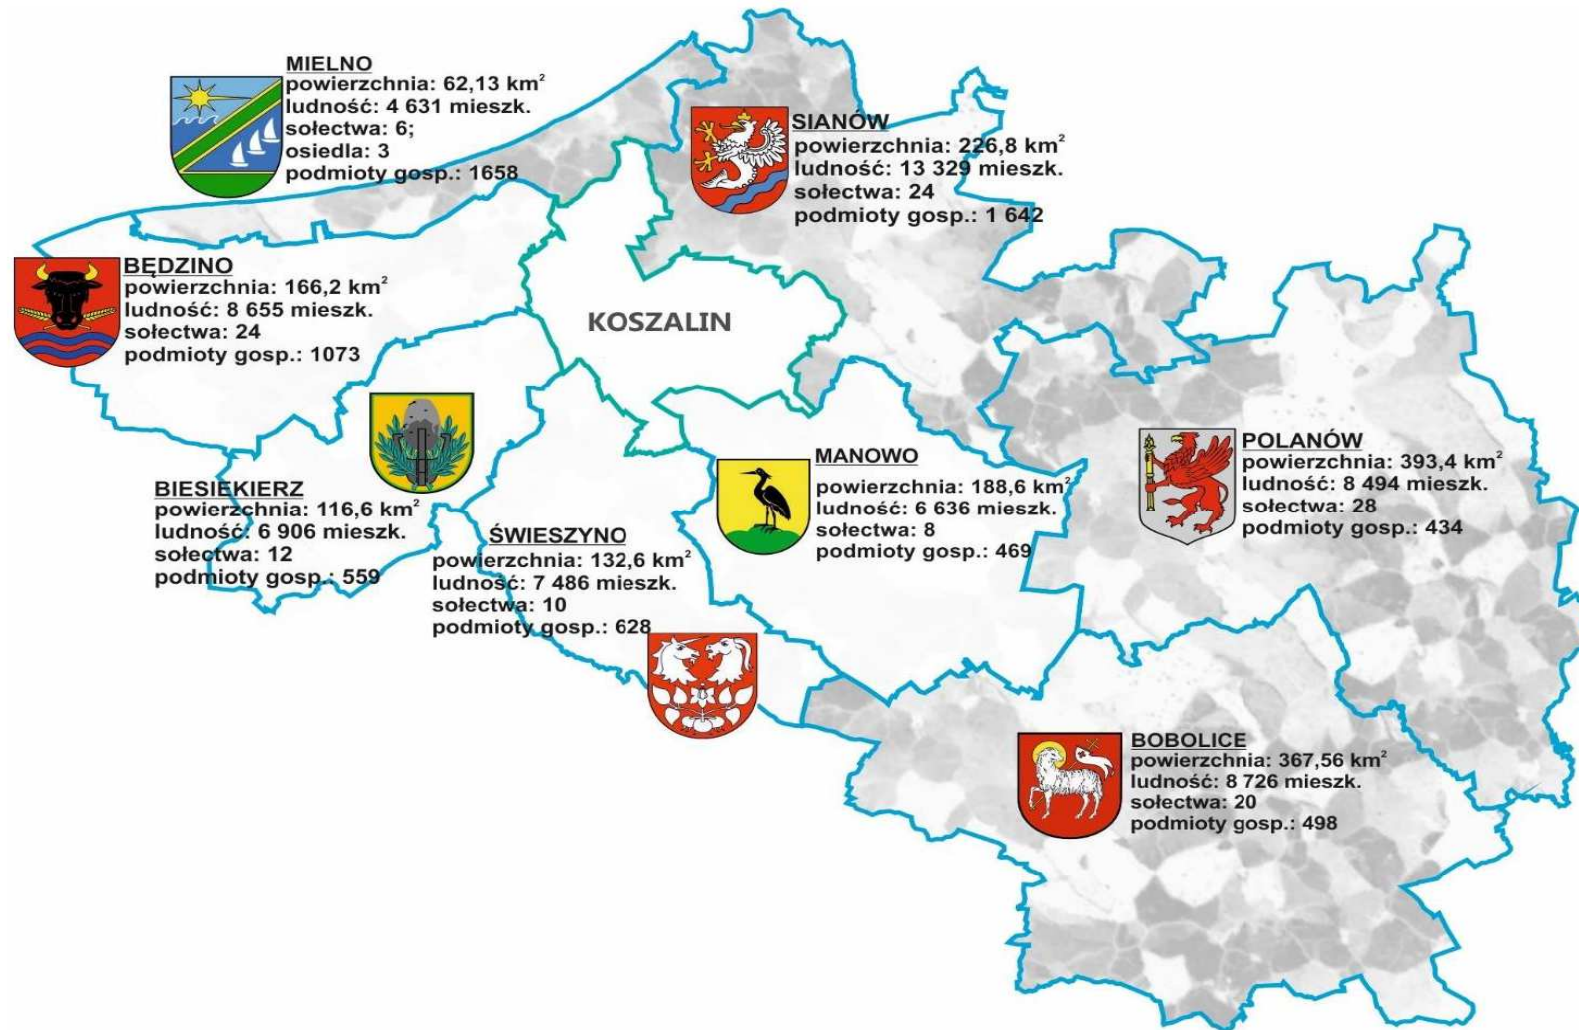 MIELNO
powierzchnia: 62,13 km²
ludność: 4 631 mieszk.
sołectwa: 6;
osiedla: 3
podmioty gosp.: 1658
SIANÓW
powierzchnia: 226,8 km²
ludność: 13 329 mieszk.
sołectwa: 24
podmioty gosp.: 1 642
BĘDZINO
powierzchnia: 166,2 km²
ludność: 8 655 mieszk.
sołectwa: 24
podmioty gosp.: 1073
KOSZALIN
BIESIEKIERZ
powierzchnia: 116,6 km²
ludność: 6 906 mieszk.
sołectwa: 12
podmioty gosp.: 559
ŚWIESZYNO
powierzchnia: 132,6 km²
ludność: 7 486 mieszk.
sołectwa: 10
podmioty gosp.: 628
MANOWO
powierzchnia: 188,6 km²
ludność: 6 636 mieszk.
sołectwa: 8
podmioty gosp.: 469
POLANÓW
powierzchnia: 393,4 km²
ludność: 8 494 mieszk.
sołectwa: 28
podmioty gosp.: 434
BOBOLICE
powierzchnia: 367,56 km²
ludność: 8 726 mieszk.
sołectwa: 20
podmioty gosp.: 498